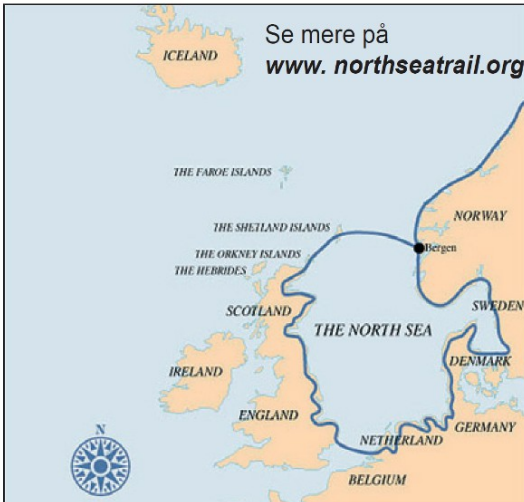 Se mere på
www. northseatrail.org
ICELAND
THE FAROE ISLANDS
THE SHETLAND ISLANDS
NORWAY
Bergen
THE ORKNEY ISLANDS
THE HEBRIDES
SCOTLAND
SWEDEN
THE NORTH SEA
DENMARK
IRELAND
ENGLAND
GERMANY
NETHERLAND
BELGIUM
N